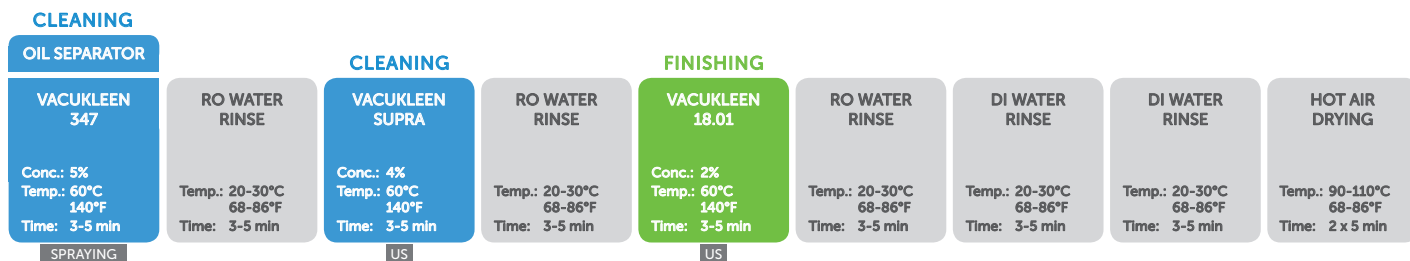 CLEANING
OIL SEPARATOR
VACUKLEEN
347
Conc.: 5%
Temp.: 60°C
140°F
Time: 3-5 min
SPRAYING
RO WATER
RINSE
Temp.: 20-30°C
68-86°F
Time: 3-5 min
CLEANING
VACUKLEEN
SUPRA
Conc.: 4%
Temp.: 60°C
140°F
Time: 3-5 min
US
RO WATER
RINSE
Temp.: 20-30°C
68-86°F
Time: 3-5 min
FINISHING
VACUKLEEN
18.01
Conc.: 2%
Temp.: 60°C
140°F
Time: 3-5 min
US
RO WATER
RINSE
Temp.: 20-30°C
68-86°F
Time: 3-5 min
DI WATER
RINSE
Temp.: 20-30°C
68-86°F
Time: 3-5 min
DI WATER
RINSE
Temp.: 20-30°C
68-86°F
Time: 3-5 min
HOT AIR
DRYING
Temp.: 90-110°C
68-86°F
Time: 2 x 5 min